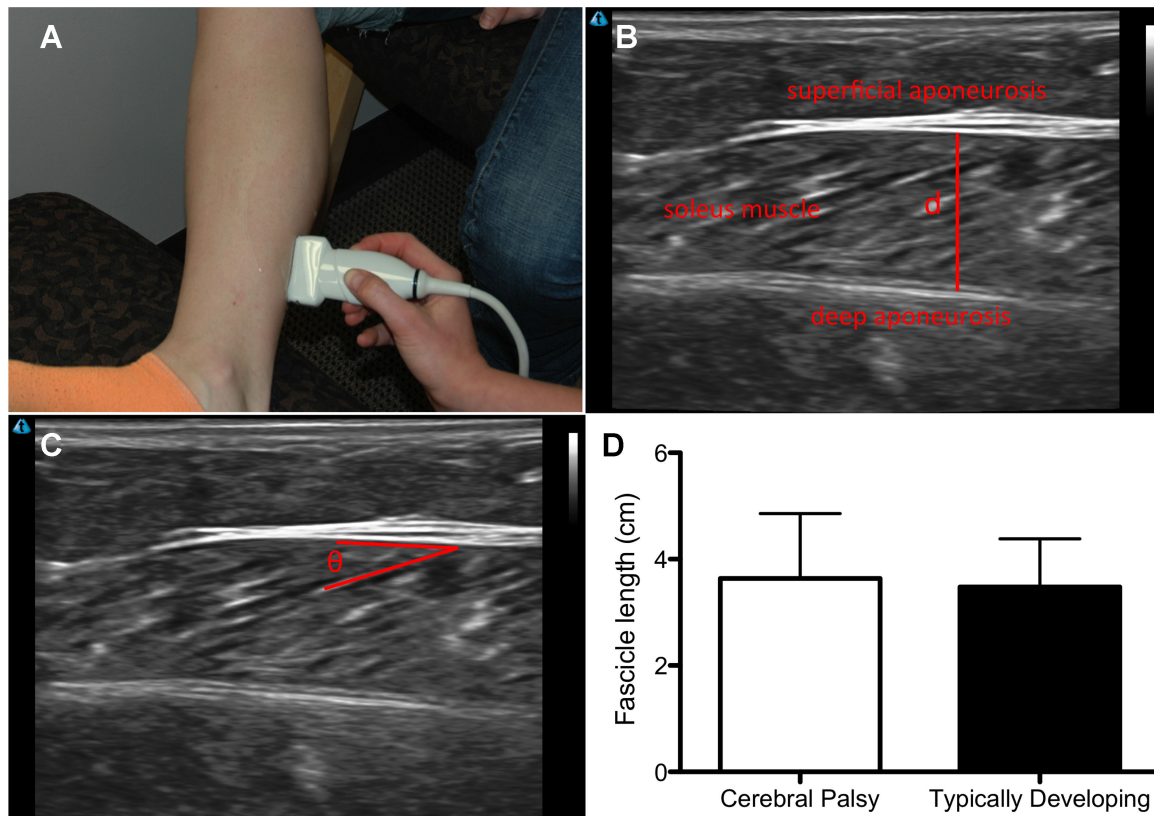 A
B
superficial aponeurosis
soleus muscle
d
deep aponeurosis
C
θ
D
Fascicle length (cm)
6
4
2
0
Cerebral Palsy
Typically Developing